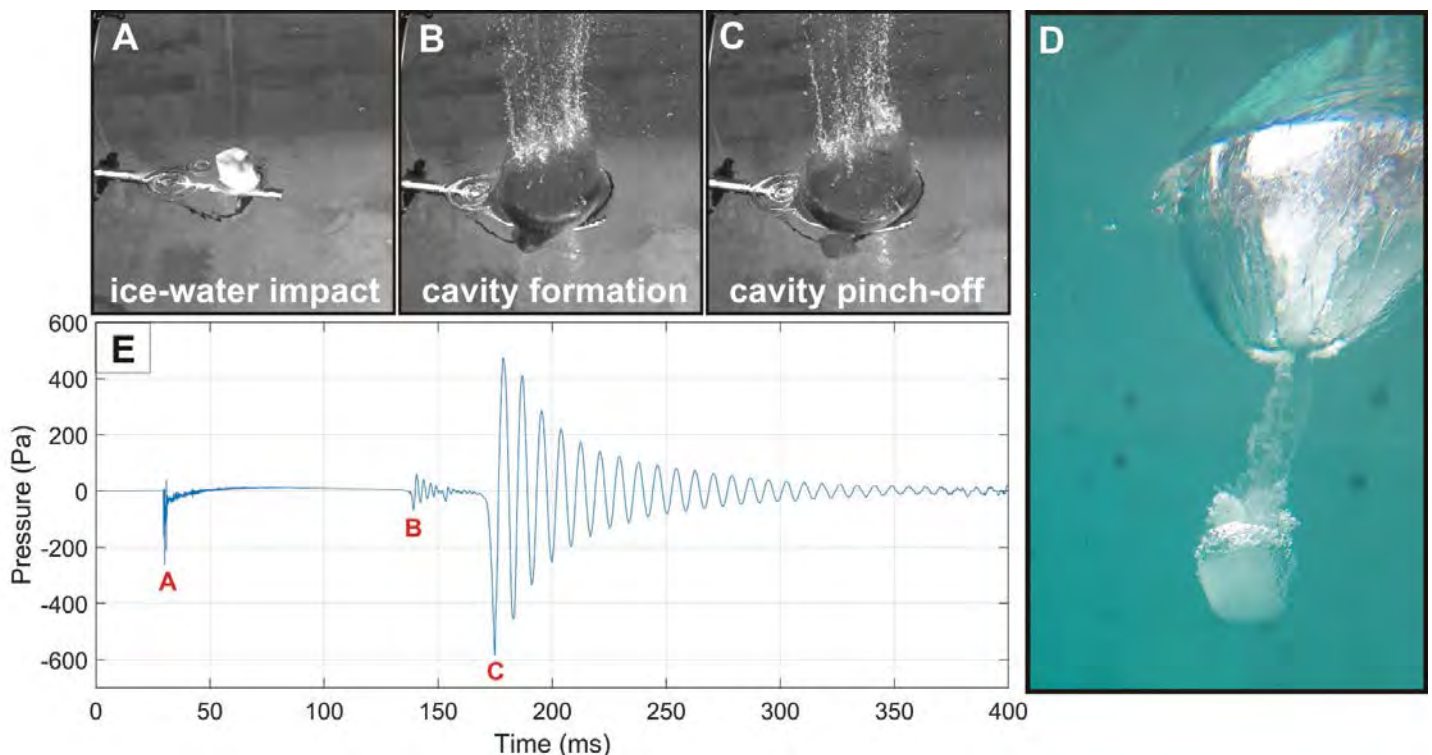 A
B
C
D
ice-water impact
cavity formation
cavity pinch-off
E
600
400
200
0
-200
-400
-600
Pressure (Pa)
A
B
C
0
50
100
150
200
250
300
350
400
Time (ms)